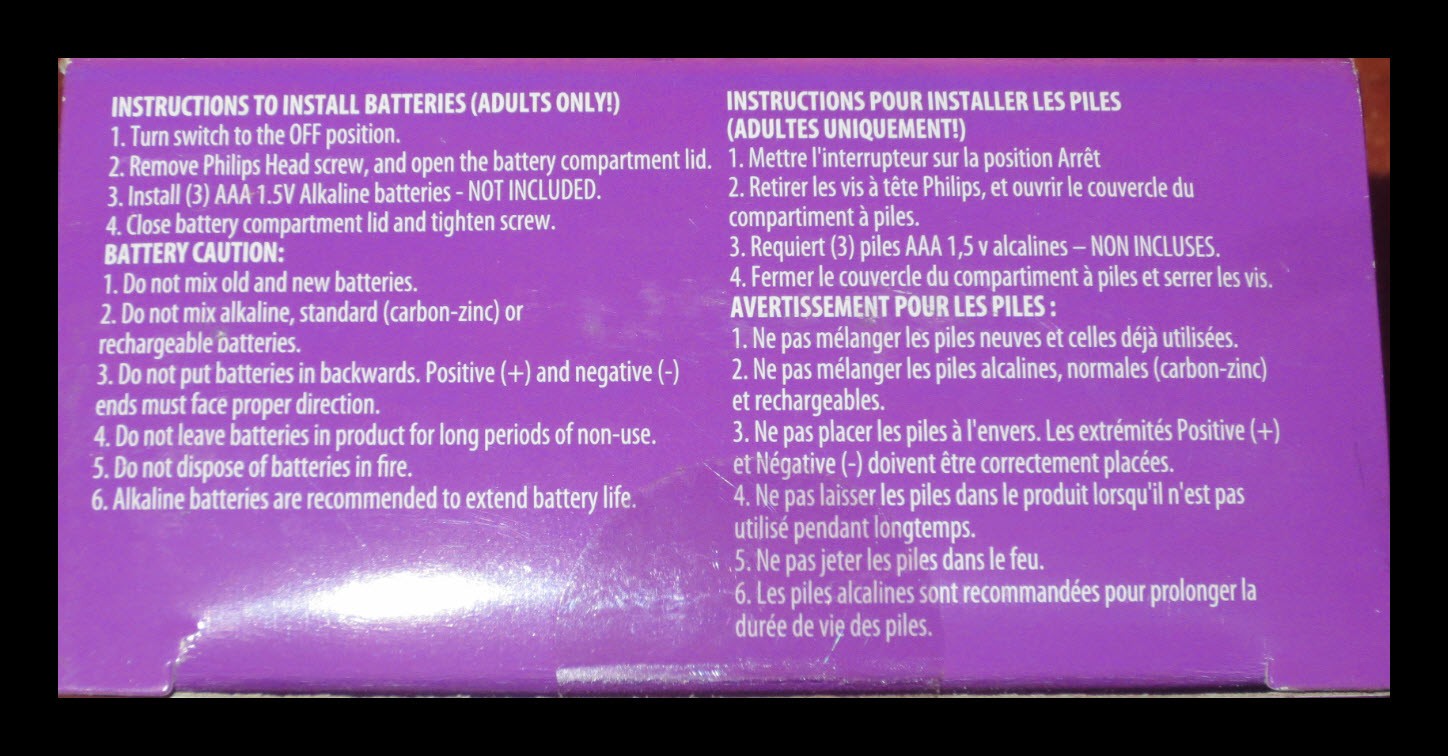 INSTRUCTIONS TO INSTALL BATTERIES (ADULTS ONLY!)
1. Turn switch to the OFF position.
2. Remove Philips Head screw, and open the battery compartment lid.
3. Install (3) AAA 1.5V Alkaline batteries - NOT INCLUDED.
4. Close battery compartment lid and tighten screw.
BATTERY CAUTION:
1. Do not mix old and new batteries.
2. Do not mix alkaline, standard (carbon-zinc) or
rechargeable batteries.
3. Do not put batteries in backwards. Positive (+) and negative (-)
ends must face proper direction.
4. Do not leave batteries in product for long periods of non-use.
5. Do not dispose of batteries in fire.
6. Alkaline batteries are recommended to extend battery life.
INSTRUCTIONS POUR INSTALLER LES PILES
(ADULTES UNIQUEMENT!)
1. Mettre l'interrupteur sur la position Arrêt
2. Retirer les vis à tête Philips, et ouvrir le couvercle du
compartiment à piles.
3. Requiert (3) piles AAA 1,5 v alcalines – NON INCLUSES.
4. Fermer le couvercle du compartiment à piles et serrer les vis.
AVERTISSEMENT POUR LES PILES :
1. Ne pas mélanger les piles neuves et celles déjà utilisées.
2. Ne pas mélanger les piles alcalines, normales (carbon-zinc)
et rechargeables.
3. Ne pas placer les piles à l'envers. Les extrémités Positive (+)
et Négative (-) doivent être correctement placées.
4. Ne pas laisser les piles dans le produit lorsqu'il n'est pas
utilisé pendant longtemps.
5. Ne pas jeter les piles dans le feu.
6. Les piles alcalines sont recommandées pour prolonger la
durée de vie des piles.